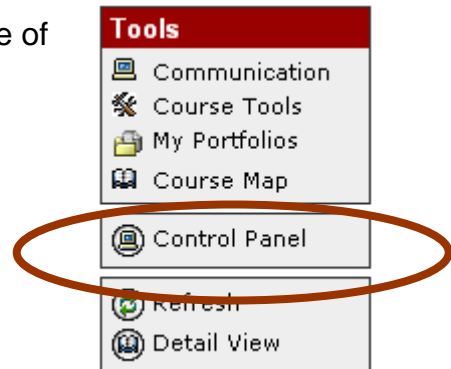 e of
Tools
Communication
Course Tools
My Portfolios
Course Map
Control Panel
Refresh
Detail View